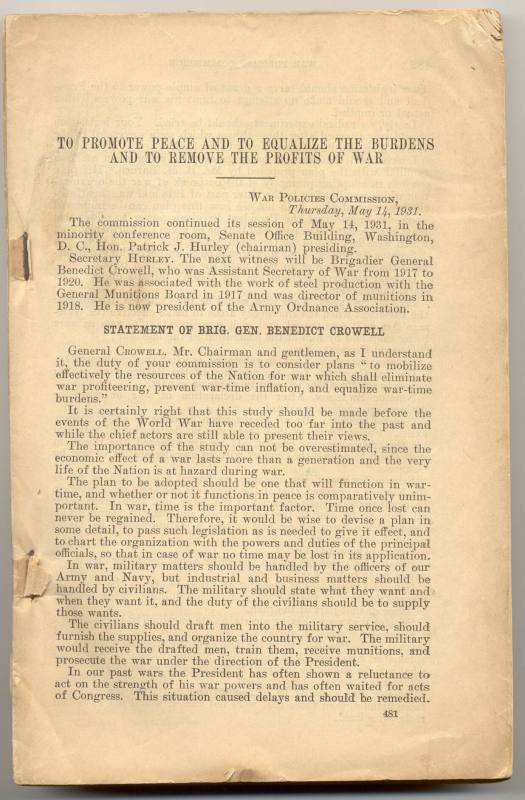 TO PROMOTE PEACE AND TO EQUALIZE THE BURDENS
AND TO REMOVE THE PROFITS OF WAR
WAR POLICIES COMMISSION,
Thursday, May 14, 1931.
The commission continued its session of May 14, 1931, in the
minority conference room, Senate Office Building, Washington,
D. C., Hon. Patrick J. Hurley (chairman) presiding.
Secretary HURLEY. The next witness will be Brigadier General
Benedict Crowell, who was Assistant Secretary of War from 1917 to
1920. He was associated with the work of steel production with the
General Munitions Board in 1917 and was director of munitions in
1918. He is now president of the Army Ordnance Association.
STATEMENT OF BRIG. GEN. BENEDICT CROWELL
General CROWELL. Mr. Chairman and gentlemen, as I understand
it, the duty of your commission is to consider plans "to mobilize
effectively the resources of the Nation for war which shall eliminate
war profiteering, prevent war-time inflation, and equalize war-time
burdens."
It is certainly right that this study should be made before the
events of the World War have receded too far into the past and
while the chief actors are still able to present their views.
The importance of the study can not be overestimated, since the
economic effect of a war lasts more than a generation and the very
life of the Nation is at hazard during war.
The plan to be adopted should be one that will function in war-
time, and whether or not it functions in peace is comparatively unim-
portant. In war, time is the important factor. Time once lost can
never be regained. Therefore, it would be wise to devise a plan in
some detail, to pass such legislation as is needed to give it effect, and
to chart the organization with the powers and duties of the principal
officials, so that in case of war no time may be lost in its application.
In war, military matters should be handled by the officers of our
Army and Navy, but industrial and business matters should be
handled by civilians. The military should state what they want and
when they want it, and the duty of the civilians should be to supply
those wants.
The civilians should draft men into the military service, should
furnish the supplies, and organize the country for war. The military
would receive the drafted men, train them, receive munitions, and
prosecute the war under the direction of the President.
In our past wars the President has often shown a reluctance to
act on the strength of his war powers and has often waited for acts
of Congress. This situation caused delays and should be remedied.
481